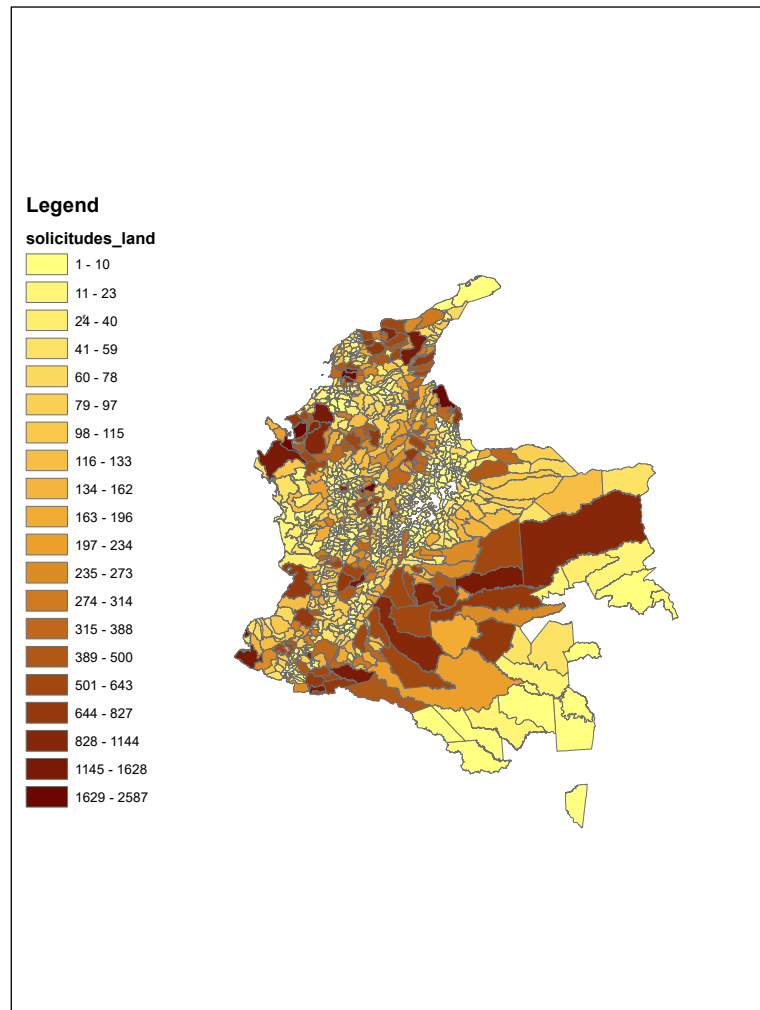 Legend
solicitudes_land
1 - 10
11 - 23
24 - 40
41 - 59
60 - 78
79 - 97
98 - 115
116 - 133
134 - 162
163 - 196
197 - 234
235 - 273
274 - 314
315 - 388
389 - 500
501 - 643
644 - 827
828 - 1144
1145 - 1628
1629 - 2587